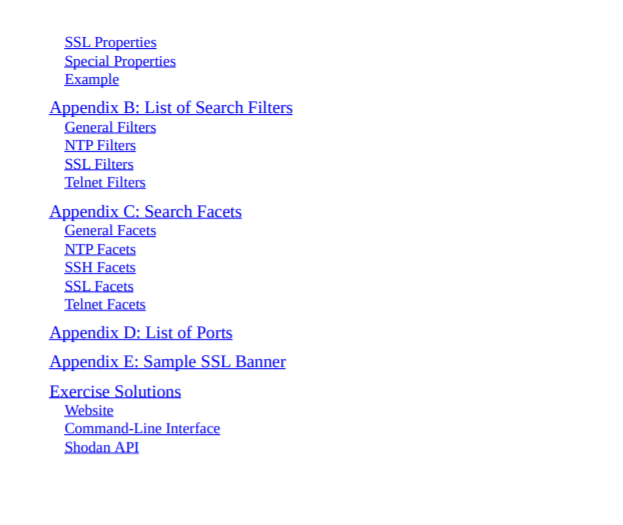 SSL Properties
Special Properties
Example
Appendix B: List of Search Filters
General Filters
NTP Filters
SSL Filters
Telnet Filters
Appendix C: Search Facets
General Facets
NTP Facets
SSH Facets
SSL Facets
Telnet Facets
Appendix D: List of Ports
Appendix E: Sample SSL Banner
Exercise Solutions
Website
Command-Line Interface
Shodan API